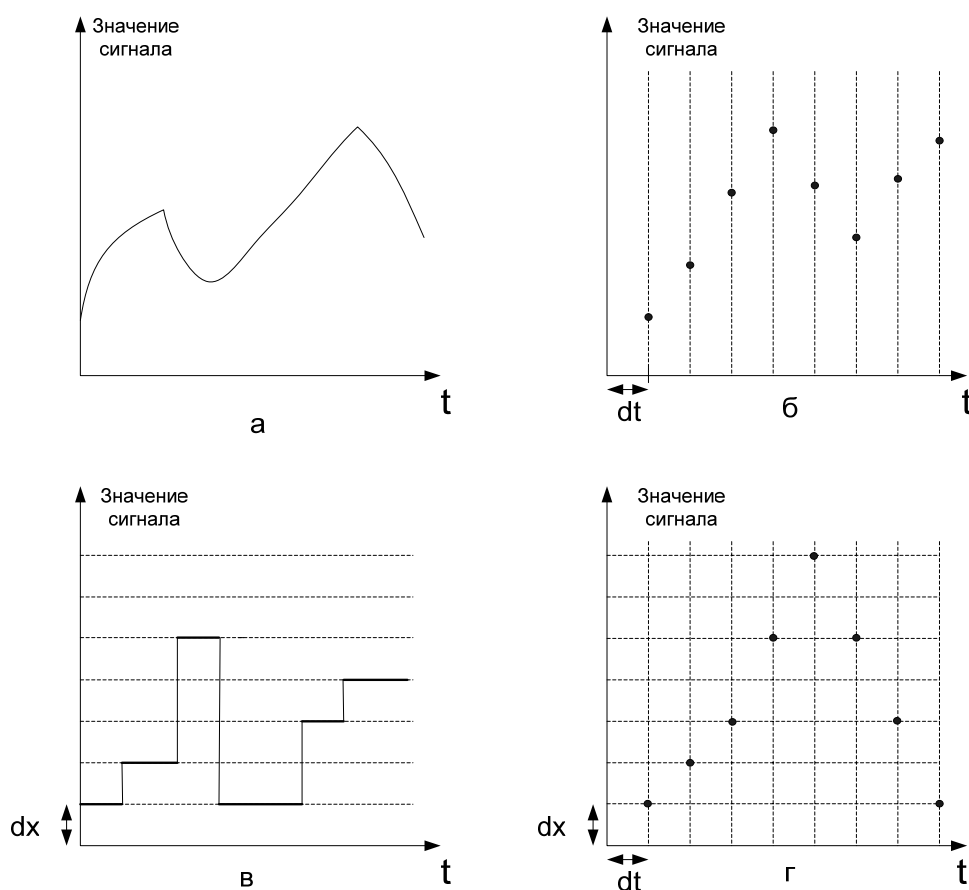 Значение
сигнала
t
а
Значение
сигнала
t
dt
б
Значение
сигнала
dx
t
в
Значение
сигнала
dx
t
dt
г